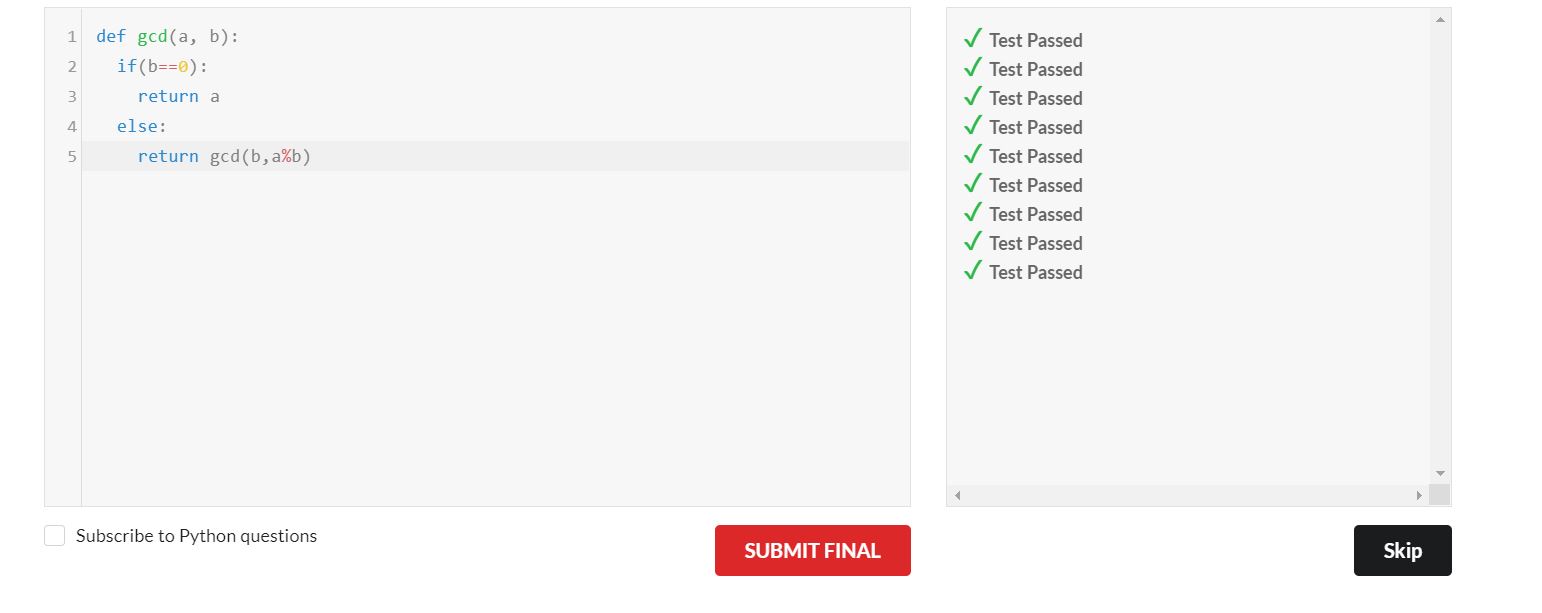 1 def gcd(a, b):
2   if(b==0):
3     return a
4   else:
5     return gcd(b,a%b)
✓ Test Passed
✓ Test Passed
✓ Test Passed
✓ Test Passed
✓ Test Passed
✓ Test Passed
✓ Test Passed
✓ Test Passed
✓ Test Passed
Subscribe to Python questions
SUBMIT FINAL
Skip